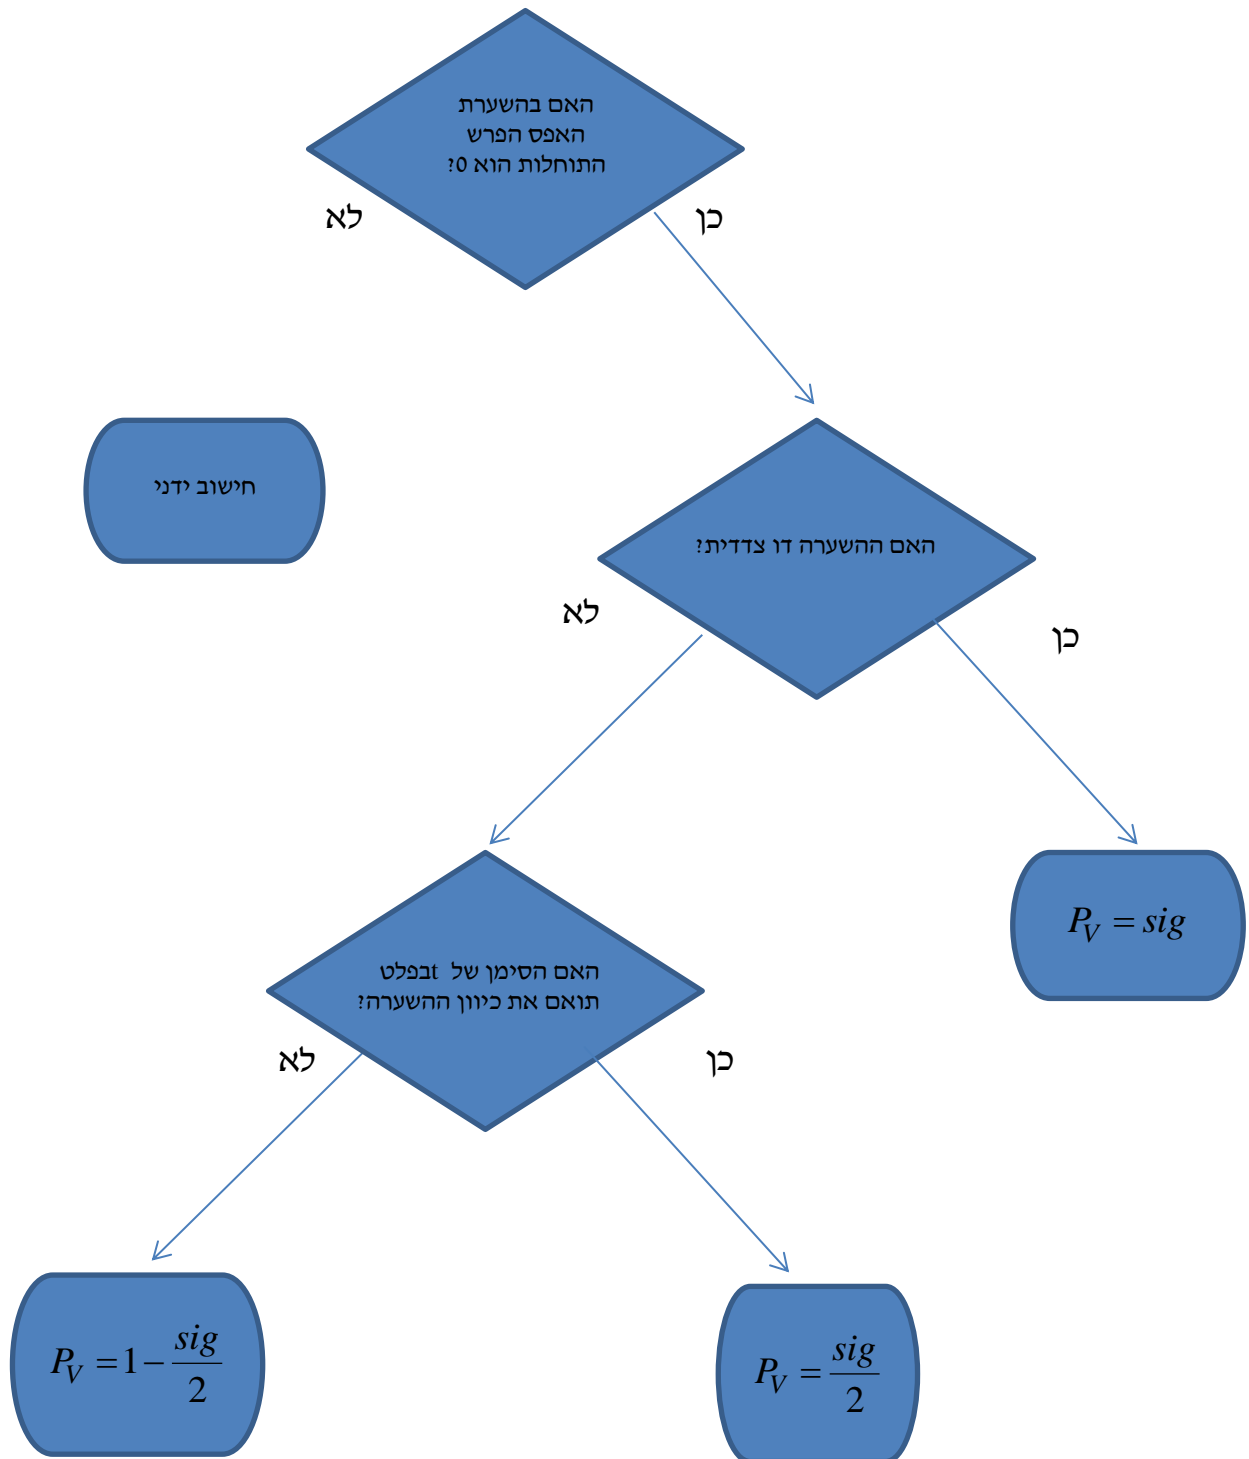 האם בהשערת
האפס הפרש
התוחלות הוא 0?
לא
כן
חישוב ידני
האם ההשערה דו צדדית?
לא
כן
P_V = sig
האם הסימן של tבפלט
תואם את כיוון ההשערה?
לא
כן
P_V = 1 - sig/2
P_V = sig/2